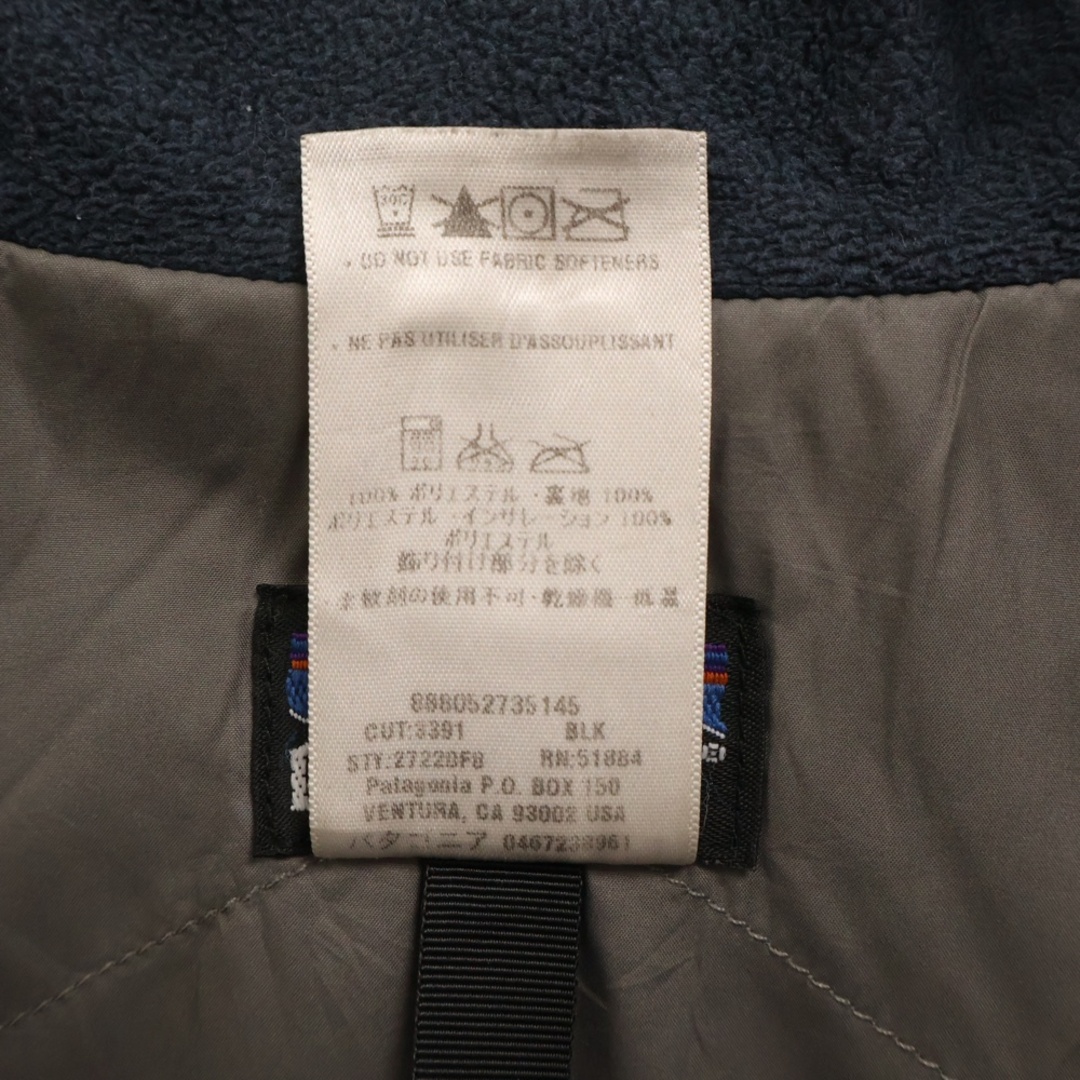 30C
. DO NOT USE FABRIC SOFTENERS
. NE PAS UTILISER D'ASSOUPLISSANT
100% ポリエステル ・裏地 100%
ポリエステル ・インサレーション 100%
ポリエステル
飾り付け部分を除く
柔軟剤の使用不可・乾燥機 低温
888052735145
CUT:3391 BLK
STY:27220F8 RN:51884
Patagonia P.O. BOX 150
VENTURA, CA 93002 USA
パタゴニア